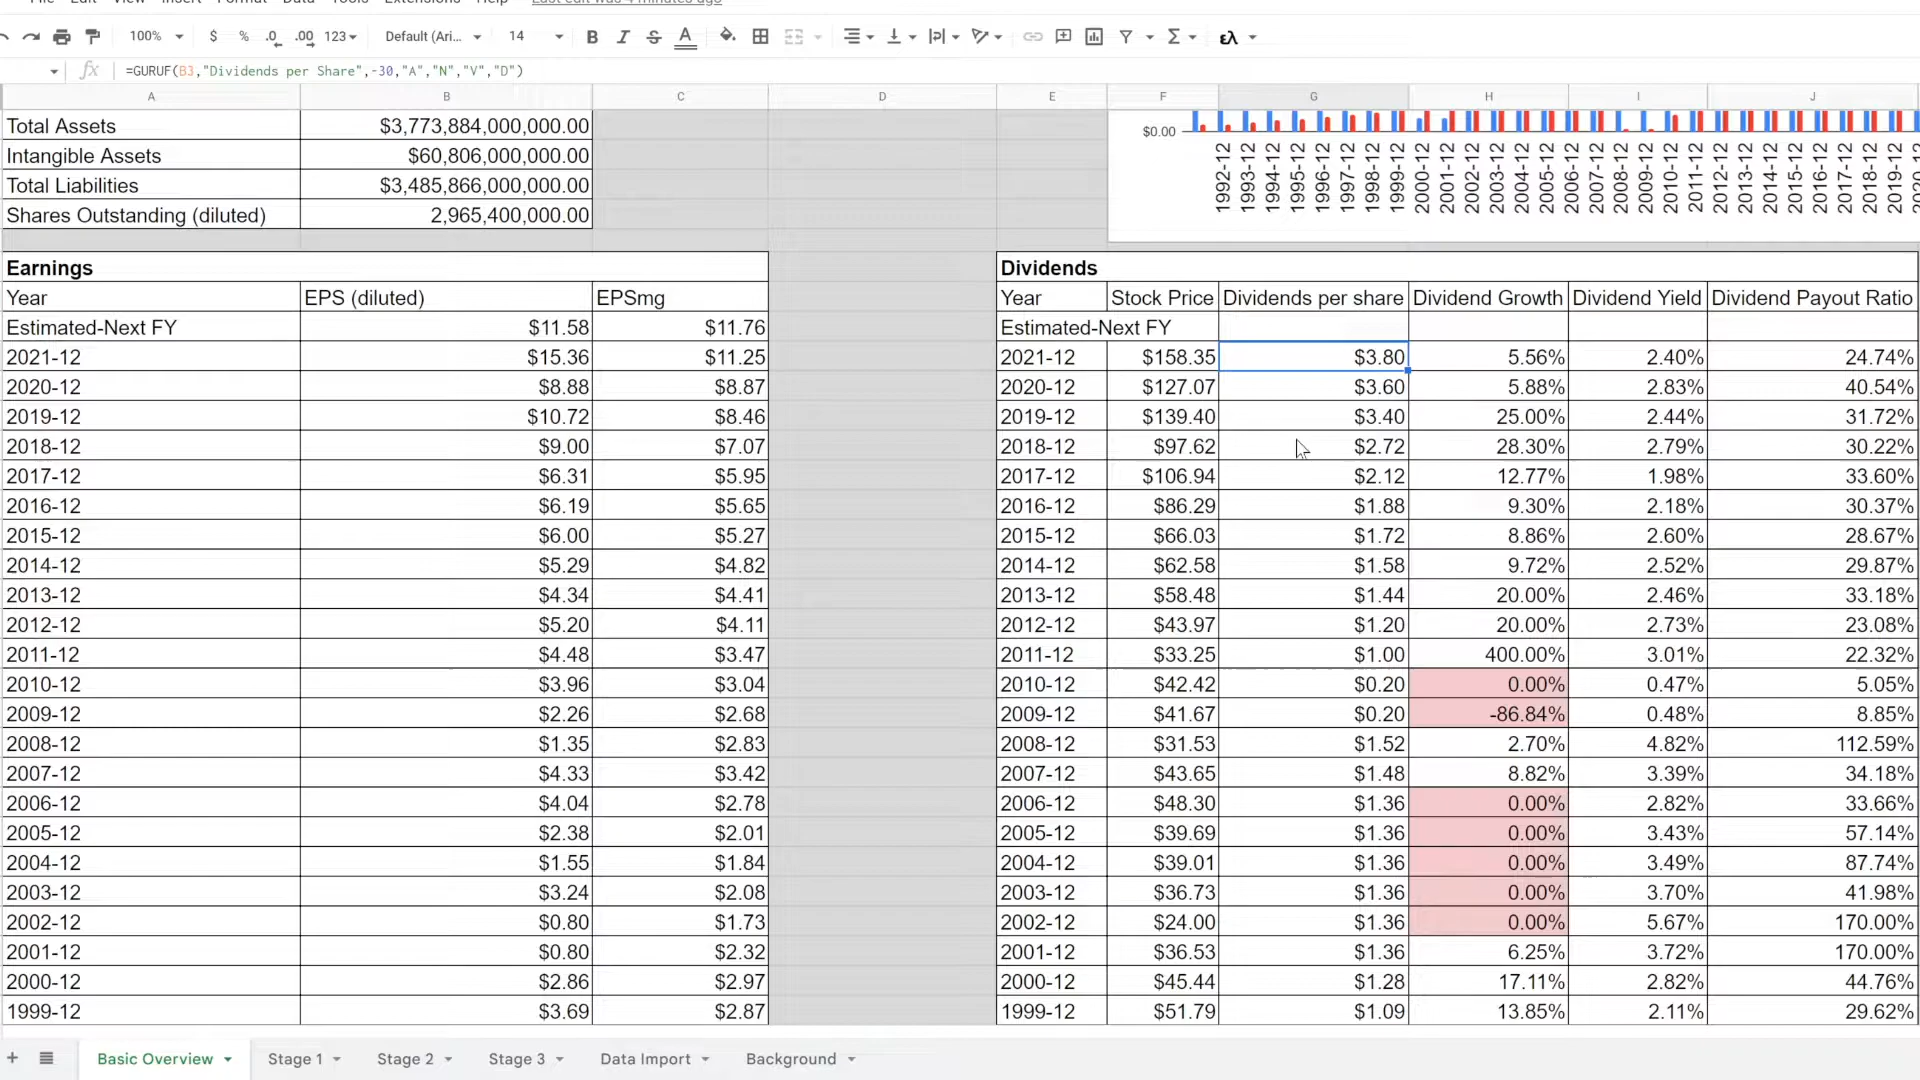 File Edit View Insert Format Data Tools Extensions Help Last edit was 4 minutes ago
100% $ % .0 .00 123 Default (Ari... 14 B I S A Σ ελ
fx =GURUF(B3,"Dividends per Share",-30,"A","N","V","D")
A B C D E F G H I J
Total Assets $3,773,884,000,000.00
Intangible Assets $60,806,000,000.00
Total Liabilities $3,485,866,000,000.00
Shares Outstanding (diluted) 2,965,400,000.00
$0.00
1992-12 1993-12 1994-12 1995-12 1996-12 1997-12 1998-12 1999-12 2000-12 2001-12 2002-12 2003-12 2004-12 2005-12 2006-12 2007-12 2008-12 2009-12 2010-12 2011-12 2012-12 2013-12 2014-12 2015-12 2016-12 2017-12 2018-12 2019-12 2020-12
Earnings
Year EPS (diluted) EPSmg
Estimated-Next FY $11.58 $11.76
2021-12 $15.36 $11.25
2020-12 $8.88 $8.87
2019-12 $10.72 $8.46
2018-12 $9.00 $7.07
2017-12 $6.31 $5.95
2016-12 $6.19 $5.65
2015-12 $6.00 $5.27
2014-12 $5.29 $4.82
2013-12 $4.34 $4.41
2012-12 $5.20 $4.11
2011-12 $4.48 $3.47
2010-12 $3.96 $3.04
2009-12 $2.26 $2.68
2008-12 $1.35 $2.83
2007-12 $4.33 $3.42
2006-12 $4.04 $2.78
2005-12 $2.38 $2.01
2004-12 $1.55 $1.84
2003-12 $3.24 $2.08
2002-12 $0.80 $1.73
2001-12 $0.80 $2.32
2000-12 $2.86 $2.97
1999-12 $3.69 $2.87
Dividends
Year Stock Price Dividends per share Dividend Growth Dividend Yield Dividend Payout Ratio
Estimated-Next FY
2021-12 $158.35 $3.80 5.56% 2.40% 24.74%
2020-12 $127.07 $3.60 5.88% 2.83% 40.54%
2019-12 $139.40 $3.40 25.00% 2.44% 31.72%
2018-12 $97.62 $2.72 28.30% 2.79% 30.22%
2017-12 $106.94 $2.12 12.77% 1.98% 33.60%
2016-12 $86.29 $1.88 9.30% 2.18% 30.37%
2015-12 $66.03 $1.72 8.86% 2.60% 28.67%
2014-12 $62.58 $1.58 9.72% 2.52% 29.87%
2013-12 $58.48 $1.44 20.00% 2.46% 33.18%
2012-12 $43.97 $1.20 20.00% 2.73% 23.08%
2011-12 $33.25 $1.00 400.00% 3.01% 22.32%
2010-12 $42.42 $0.20 0.00% 0.47% 5.05%
2009-12 $41.67 $0.20 -86.84% 0.48% 8.85%
2008-12 $31.53 $1.52 2.70% 4.82% 112.59%
2007-12 $43.65 $1.48 8.82% 3.39% 34.18%
2006-12 $48.30 $1.36 0.00% 2.82% 33.66%
2005-12 $39.69 $1.36 0.00% 3.43% 57.14%
2004-12 $39.01 $1.36 0.00% 3.49% 87.74%
2003-12 $36.73 $1.36 0.00% 3.70% 41.98%
2002-12 $24.00 $1.36 0.00% 5.67% 170.00%
2001-12 $36.53 $1.36 6.25% 3.72% 170.00%
2000-12 $45.44 $1.28 17.11% 2.82% 44.76%
1999-12 $51.79 $1.09 13.85% 2.11% 29.62%
Basic Overview Stage 1 Stage 2 Stage 3 Data Import Background